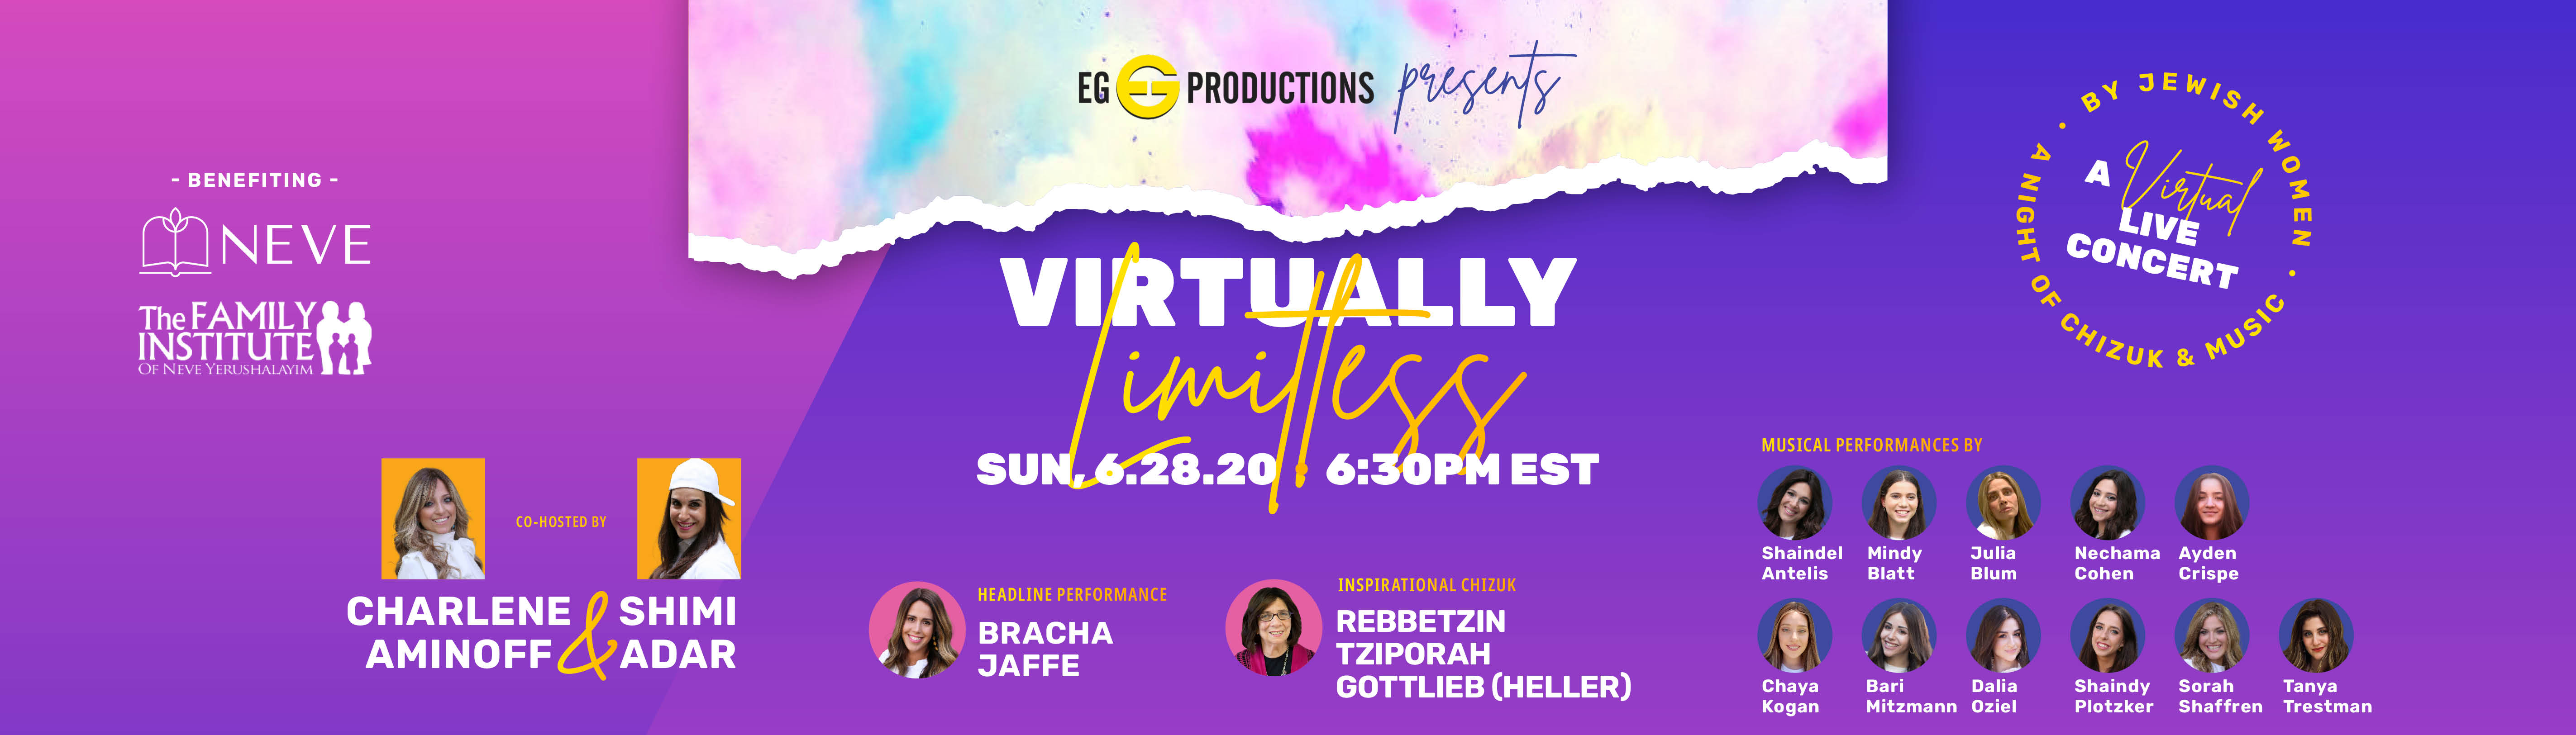 EG PRODUCTIONS presents
- BENEFITING -
NEVE
The FAMILY
INSTITUTE
OF NEVE YERUSHALAYIM
BY JEWISH WOMEN • A NIGHT OF CHIZUK & MUSIC •
A Virtual
LIVE
CONCERT
VIRTUALLY
Limitless
SUN, 6.28.20 : 6:30PM EST
CO-HOSTED BY
CHARLENE
AMINOFF
&
SHIMI
ADAR
HEADLINE PERFORMANCE
BRACHA
JAFFE
INSPIRATIONAL CHIZUK
REBBETZIN
TZIPORAH
GOTTLIEB (HELLER)
MUSICAL PERFORMANCES BY
Shaindel
Antelis
Mindy
Blatt
Julia
Blum
Nechama
Cohen
Ayden
Crispe
Chaya
Kogan
Bari
Mitzmann
Dalia
Oziel
Shaindy
Plotzker
Sorah
Shaffren
Tanya
Trestman